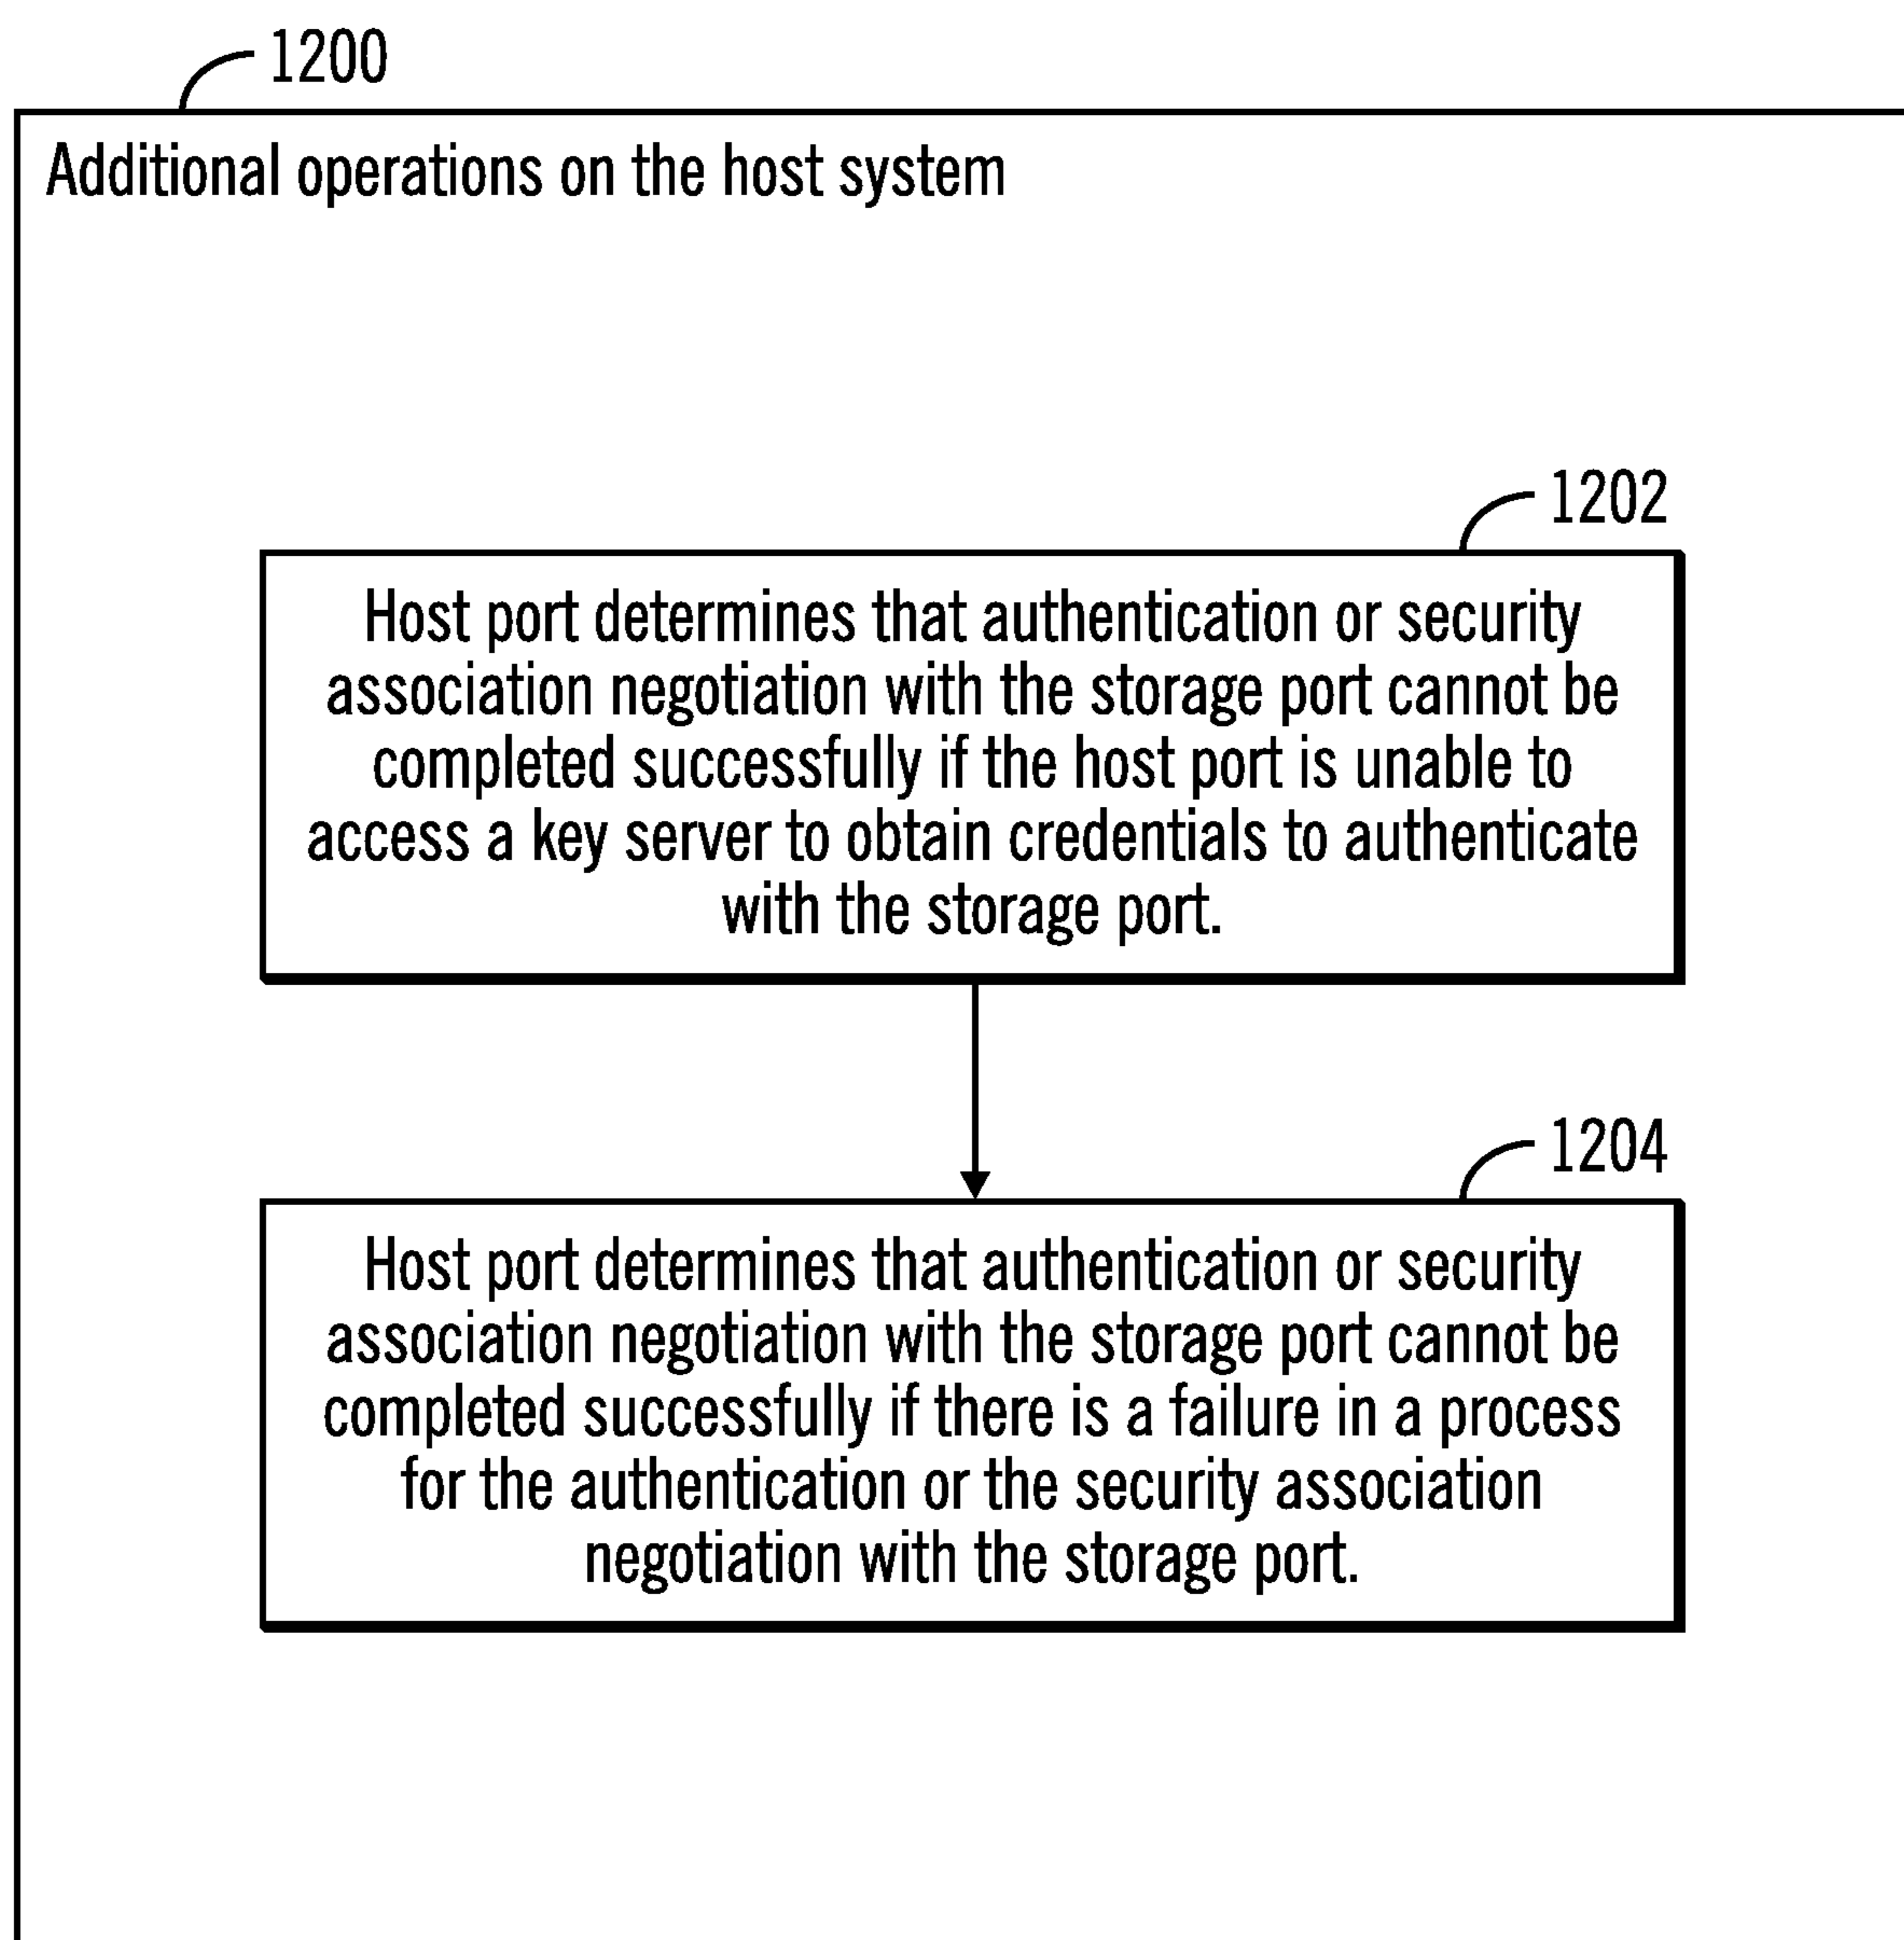 1200
Additional operations on the host system
1202
Host port determines that authentication or security
association negotiation with the storage port cannot be
completed successfully if the host port is unable to
access a key server to obtain credentials to authenticate
with the storage port.
1204
Host port determines that authentication or security
association negotiation with the storage port cannot be
completed successfully if there is a failure in a process
for the authentication or the security association
negotiation with the storage port.